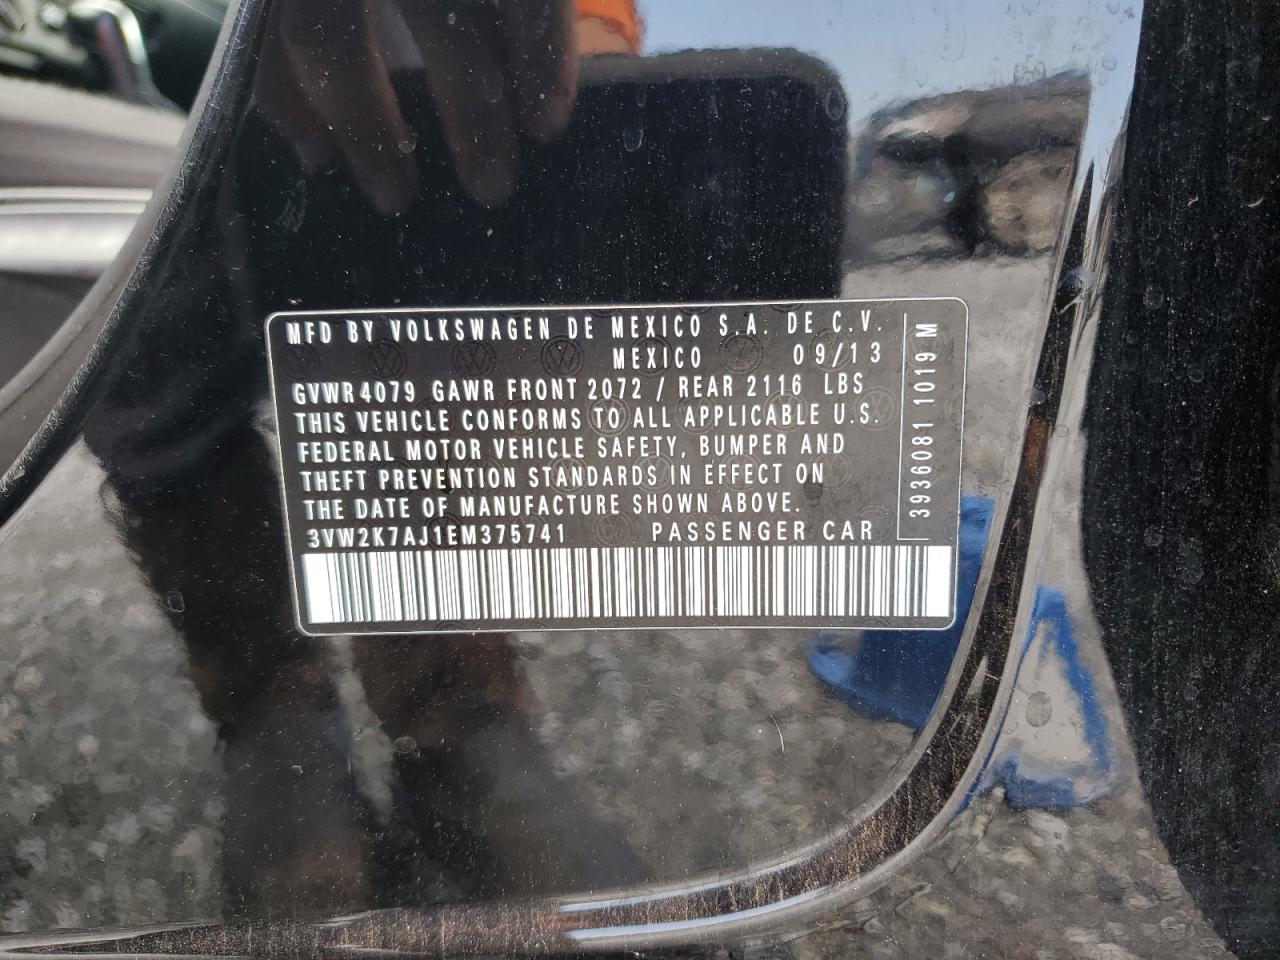 MFD BY VOLKSWAGEN DE MEXICO S.A. DE C.V.
MEXICO 09/13
GVWR 4079 GAWR FRONT 2072 / REAR 2116 LBS
THIS VEHICLE CONFORMS TO ALL APPLICABLE U.S.
FEDERAL MOTOR VEHICLE SAFETY, BUMPER AND
THEFT PREVENTION STANDARDS IN EFFECT ON
THE DATE OF MANUFACTURE SHOWN ABOVE.
3VW2K7AJ1EM375741 PASSENGER CAR
3936081 1019 M